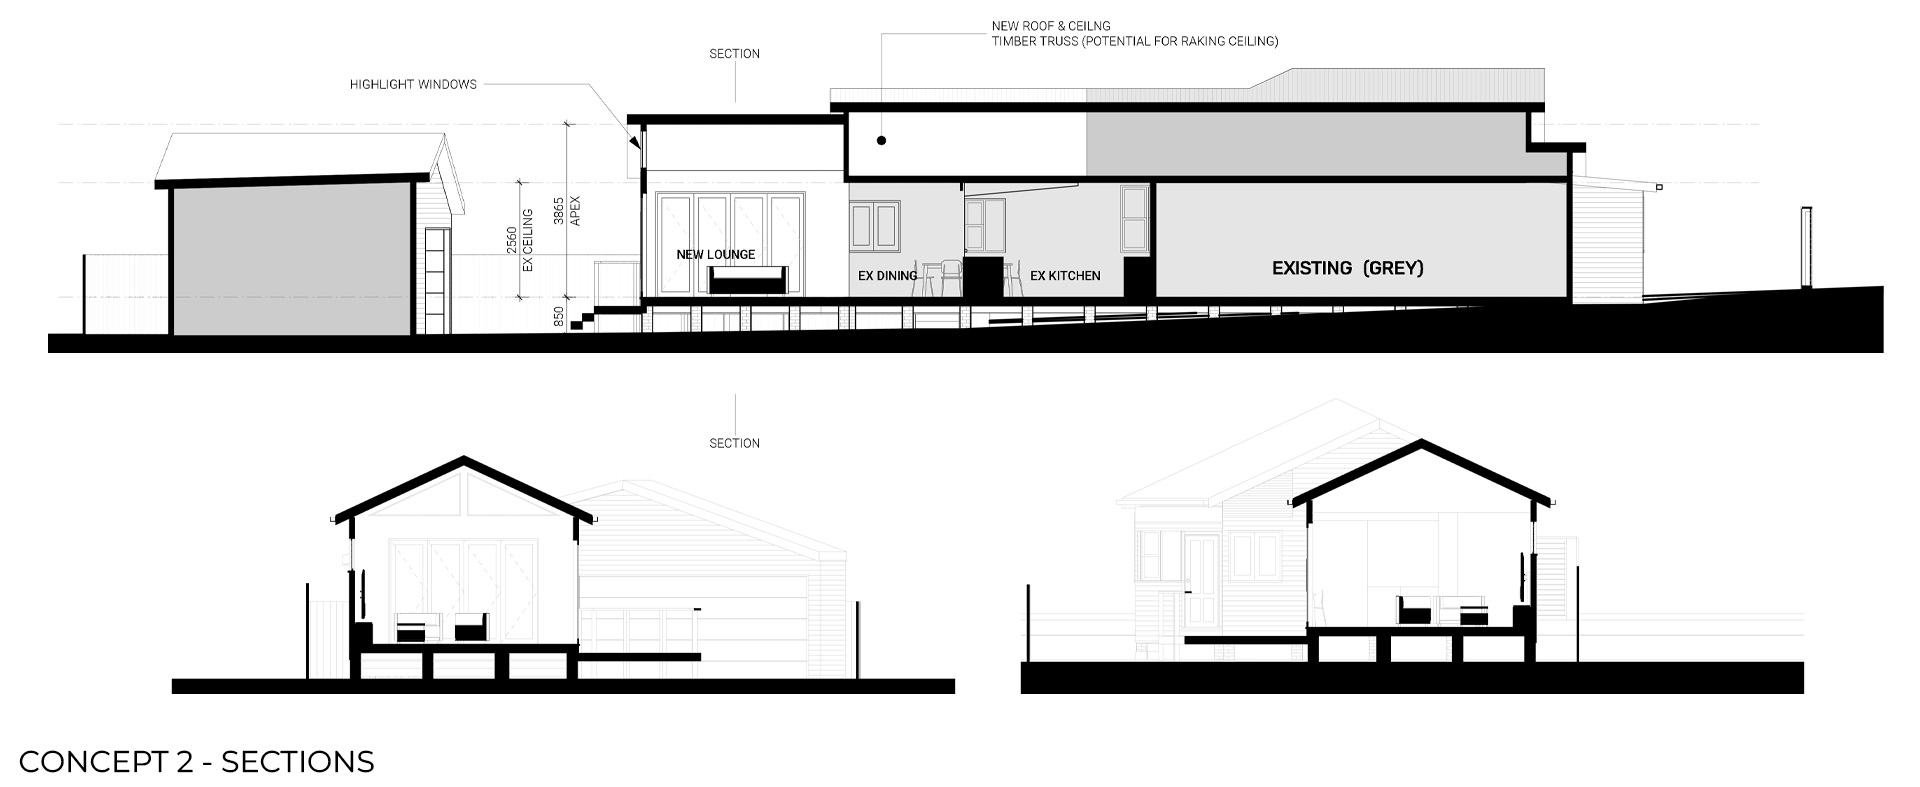 NEW ROOF & CEILNG
TIMBER TRUSS (POTENTIAL FOR RAKING CEILING)
SECTION
HIGHLIGHT WINDOWS
2560
EX CEILING
3865
APEX
850
NEW LOUNGE
EX DINING
EX KITCHEN
EXISTING (GREY)
SECTION
CONCEPT 2 - SECTIONS